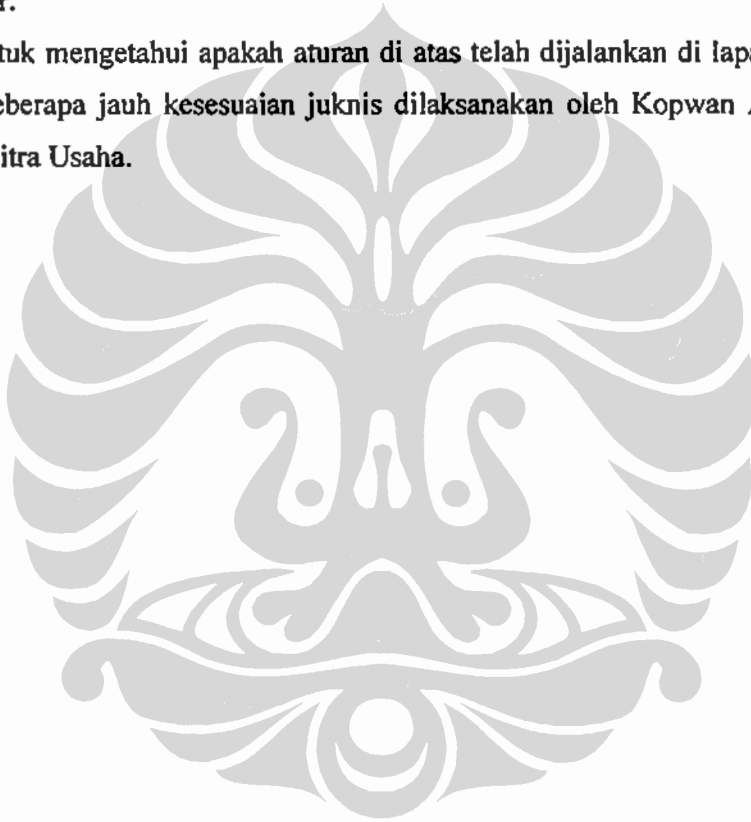 r.
tuk mengetahui apakah aturan di atas telah dijalankan di lapa
eberapa jauh kesesuaian juknis dilaksanakan oleh Kopwan
itra Usaha.